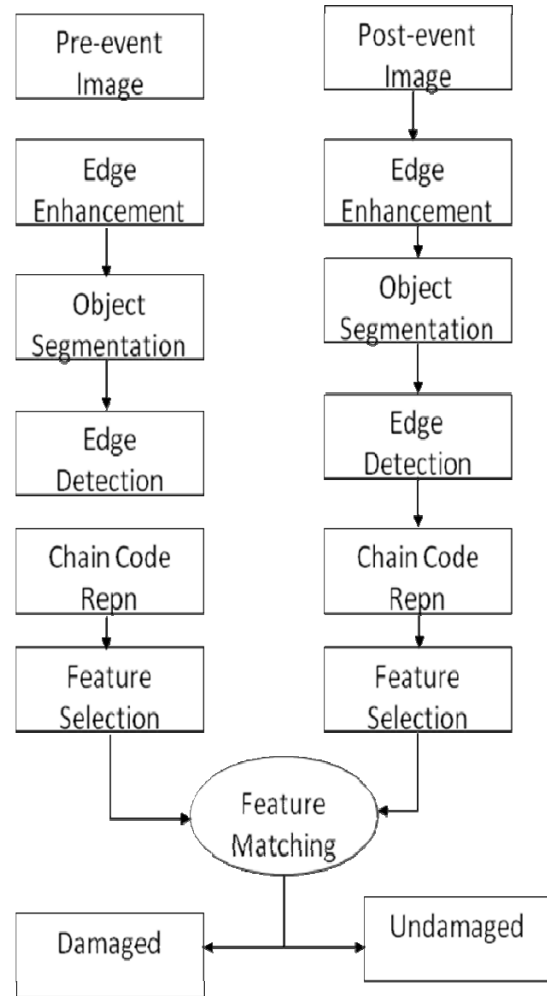 Pre-event
Image
Post-event
Image
Edge
Enhancement
Edge
Enhancement
Object
Segmentation
Object
Segmentation
Edge
Detection
Edge
Detection
Chain Code
Repn
Chain Code
Repn
Feature
Selection
Feature
Selection
Feature
Matching
Damaged
Undamaged